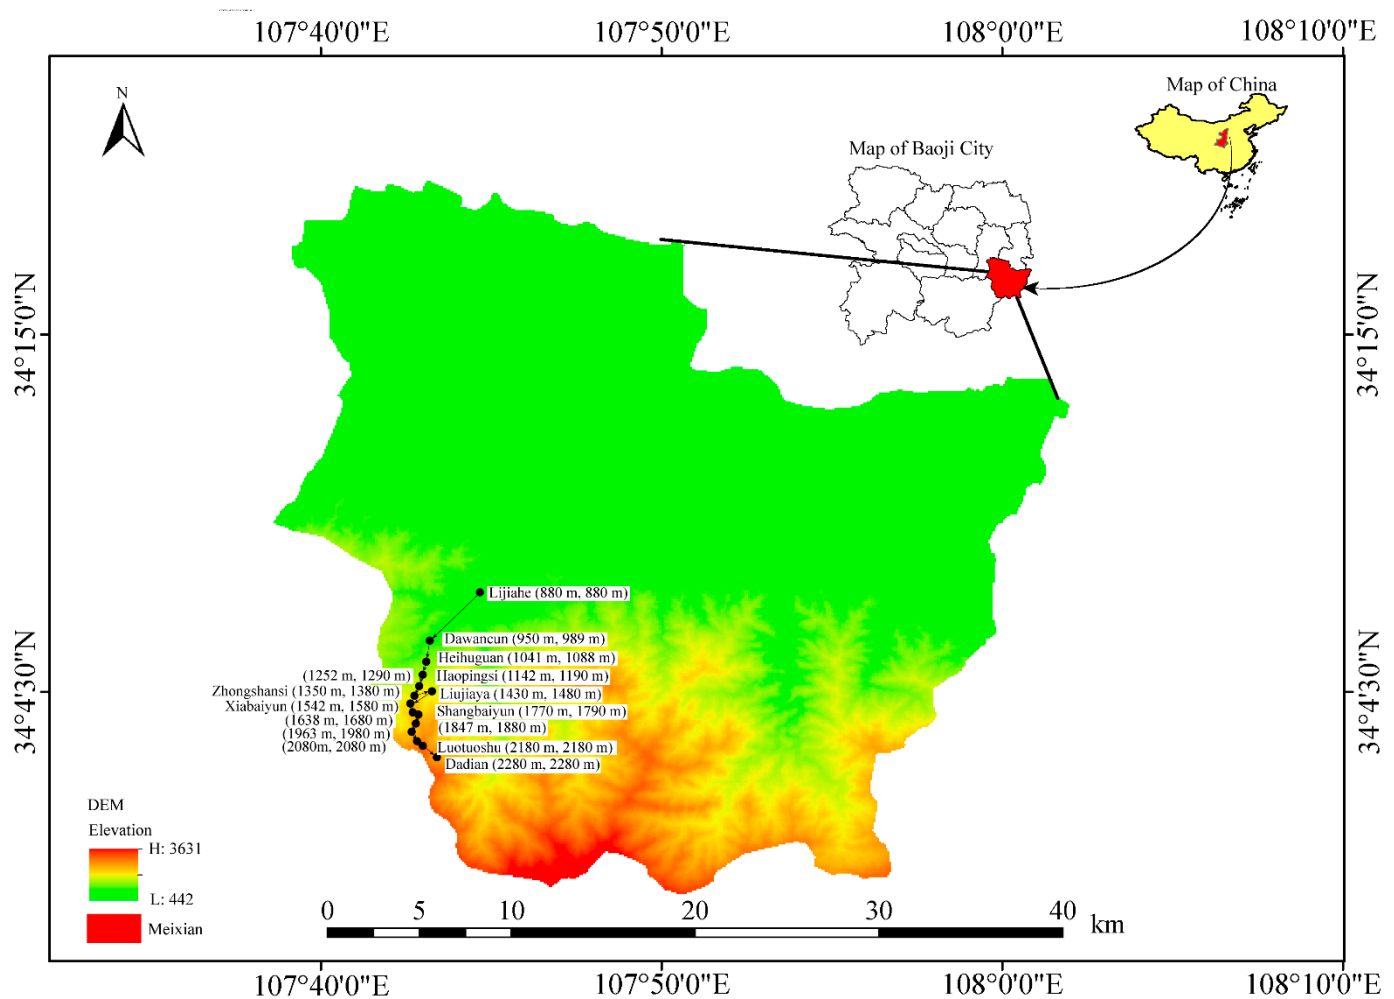 107°40'0"E 107°50'0"E 108°0'0"E 108°10'0"E
N
Map of China
Map of Baoji City
34°15'0"N
34°15'0"N
Lijiahe (880 m, 880 m)
Dawancun (950 m, 989 m)
Heihuguan (1041 m, 1088 m)
(1252 m, 1290 m)
Haopingsi (1142 m, 1190 m)
Zhongshansi (1350 m, 1380 m)
Liujiaya (1430 m, 1480 m)
Xiabaiyun (1542 m, 1580 m)
Shangbaiyun (1770 m, 1790 m)
(1638 m, 1680 m)
(1847 m, 1880 m)
(1963 m, 1980 m)
(2080m, 2080 m)
Luotuoshu (2180 m, 2180 m)
Dadian (2280 m, 2280 m)
34°4'30"N
34°4'30"N
DEM
Elevation
H: 3631
L: 442
Meixian
0 5 10 20 30 40
km
107°40'0"E 107°50'0"E 108°0'0"E 108°10'0"E